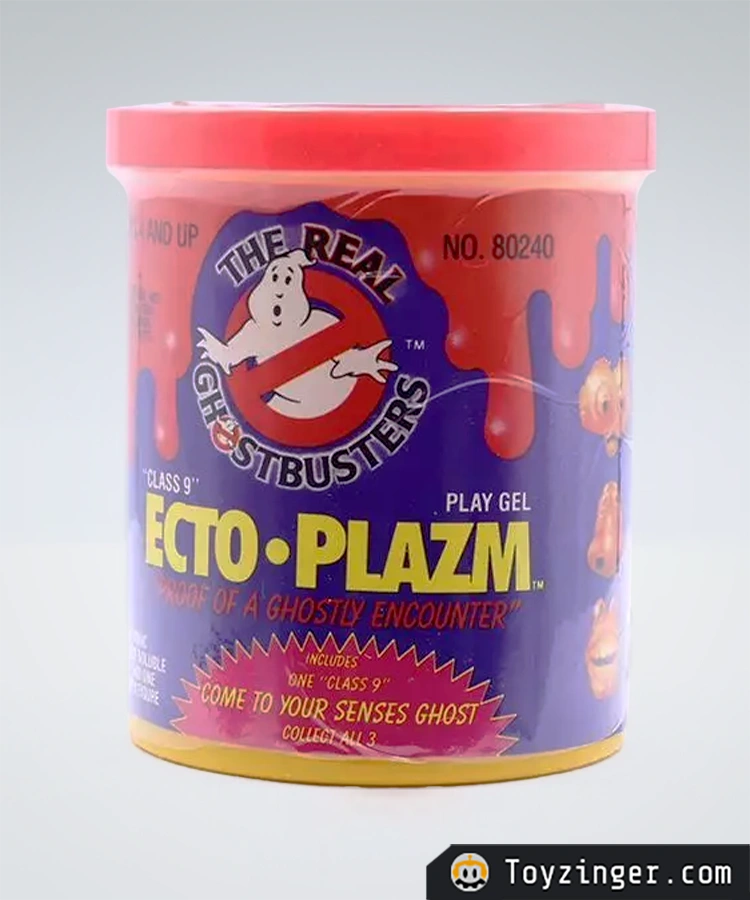 AND UP
NO. 80240
THE REAL
GHOSTBUSTERS
TM
"CLASS 9"
PLAY GEL
ECTO•PLAZM
TM
"PROOF OF A GHOSTLY ENCOUNTER"
INCLUDES
ONE "CLASS 9"
COME TO YOUR SENSES GHOST
COLLECT ALL 3
Toyzinger.com